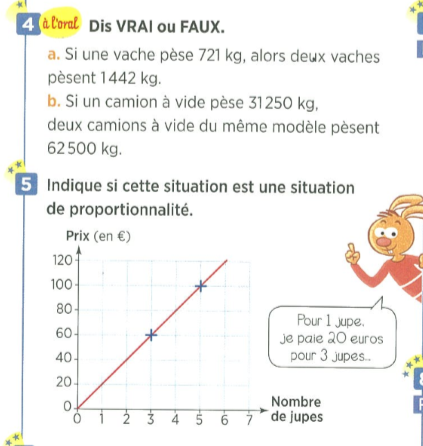 4 à l'oral Dis VRAI ou FAUX.
a. Si une vache pèse 721 kg, alors deux vaches
pèsent 1442 kg.
b. Si un camion à vide pèse 31250 kg,
deux camions à vide du même modèle pèsent
62500 kg.
5 Indique si cette situation est une situation
de proportionnalité.
Prix (en €)
120
100
80
60
40
20
0
0 1 2 3 4 5 6 7
Nombre
de jupes
Pour 1 jupe,
je paie 20 euros
pour 3 jupes...